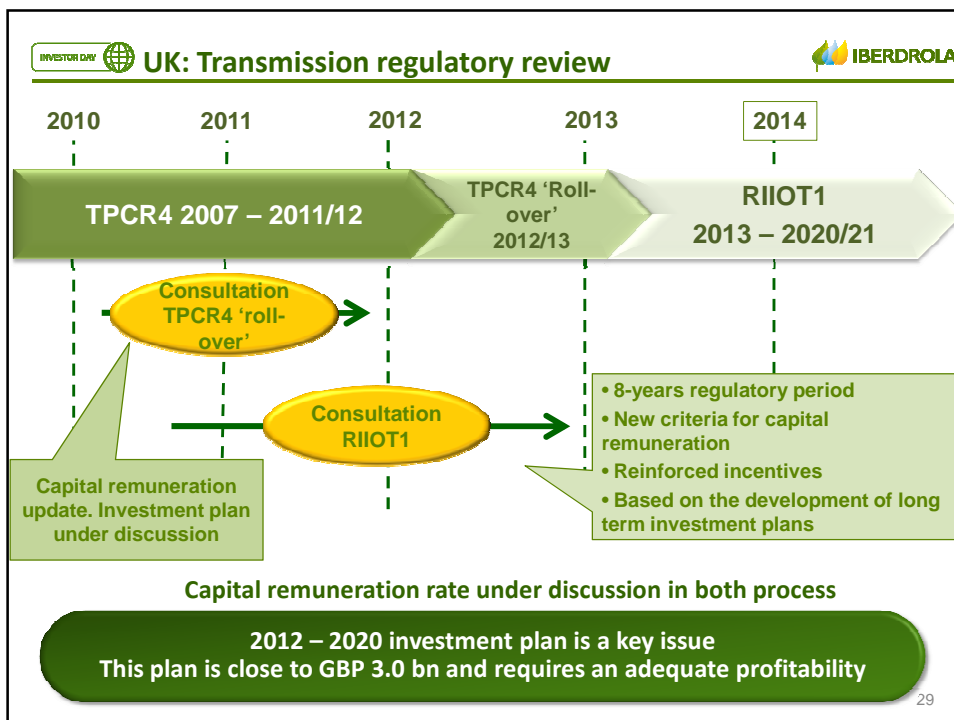 INVESTOR DAY
UK: Transmission regulatory review
IBERDROLA
2010 2011 2012 2013 2014
TPCR4 2007 – 2011/12
TPCR4 ‘Roll-
over’
2012/13
RIIOT1
2013 – 2020/21
Consultation
TPCR4 ‘roll-
over’
Consultation
RIIOT1
• 8-years regulatory period
• New criteria for capital
remuneration
• Reinforced incentives
• Based on the development of long
term investment plans
Capital remuneration
update. Investment plan
under discussion
Capital remuneration rate under discussion in both process
2012 – 2020 investment plan is a key issue
This plan is close to GBP 3.0 bn and requires an adequate profitability
29